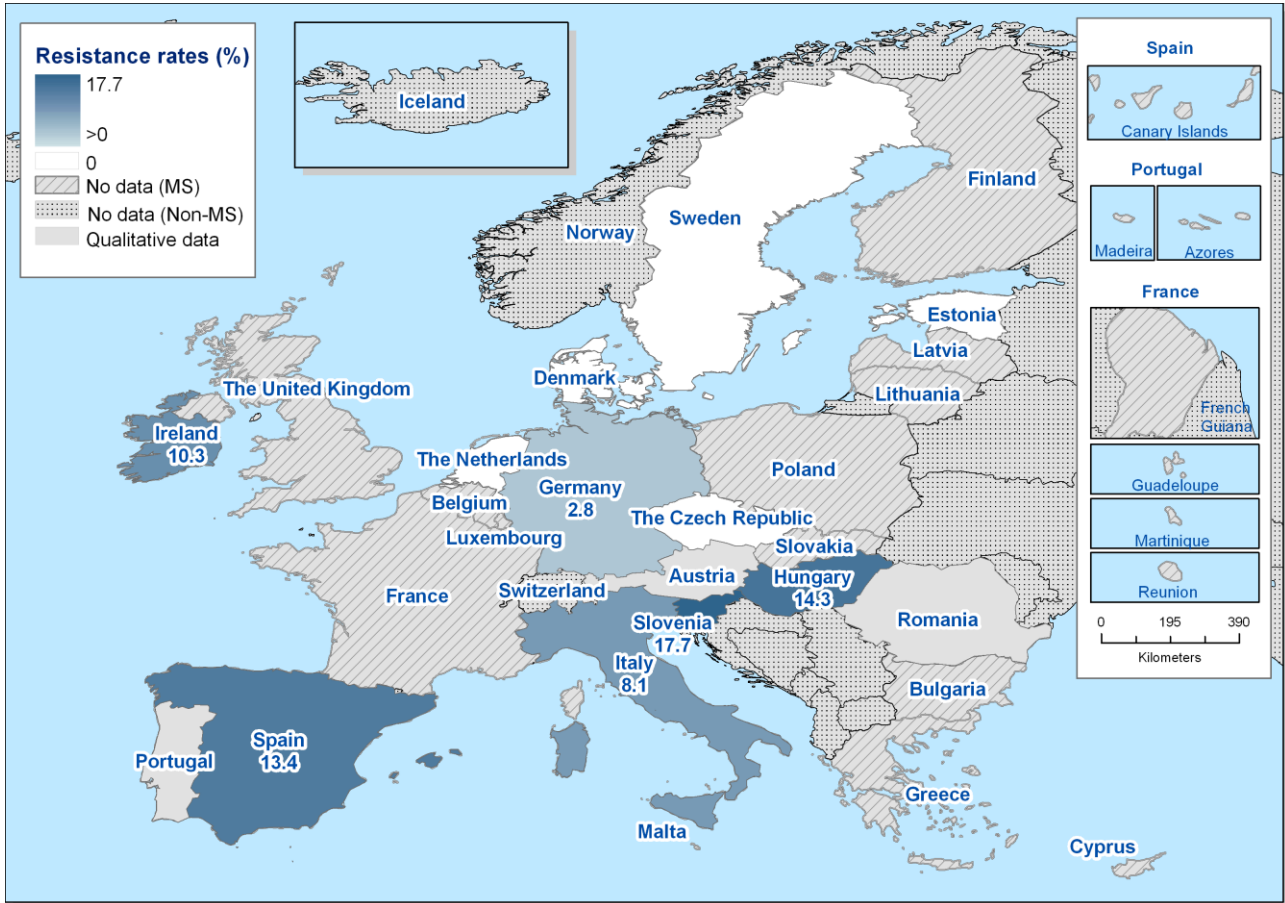 Resistance rates (%)
17.7
>0
0
No data (MS)
No data (Non-MS)
Qualitative data
Iceland
Norway
Sweden
Finland
Estonia
Latvia
Lithuania
Denmark
The United Kingdom
Ireland
10.3
The Netherlands
Belgium
Luxembourg
Germany
2.8
Poland
The Czech Republic
Slovakia
Austria
Hungary
14.3
Switzerland
France
Slovenia
17.7
Italy
8.1
Romania
Bulgaria
Portugal
Spain
13.4
Malta
Greece
Cyprus
Spain
Canary Islands
Portugal
Madeira
Azores
France
French
Guiana
Guadeloupe
Martinique
Reunion
0 195 390
Kilometers